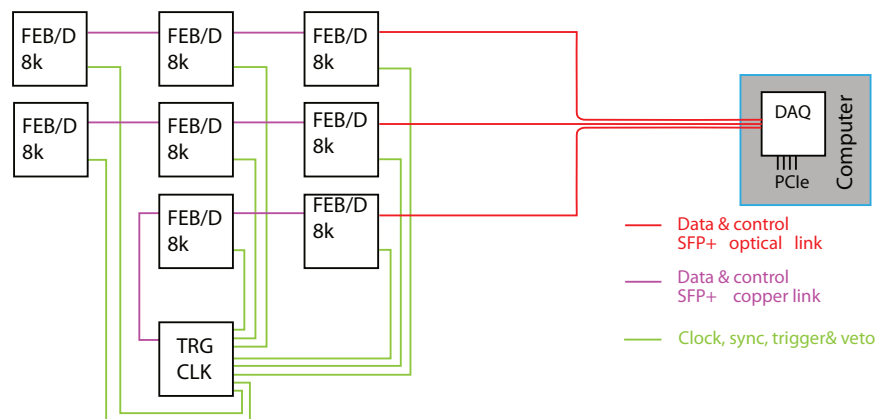 FEB/D
8k
FEB/D
8k
FEB/D
8k
FEB/D
8k
FEB/D
8k
FEB/D
8k
FEB/D
8k
FEB/D
8k
TRG
CLK
DAQ
PCIe
Computer
Data & control
SFP+ optical link
Data & control
SFP+ copper link
Clock, sync, trigger& veto